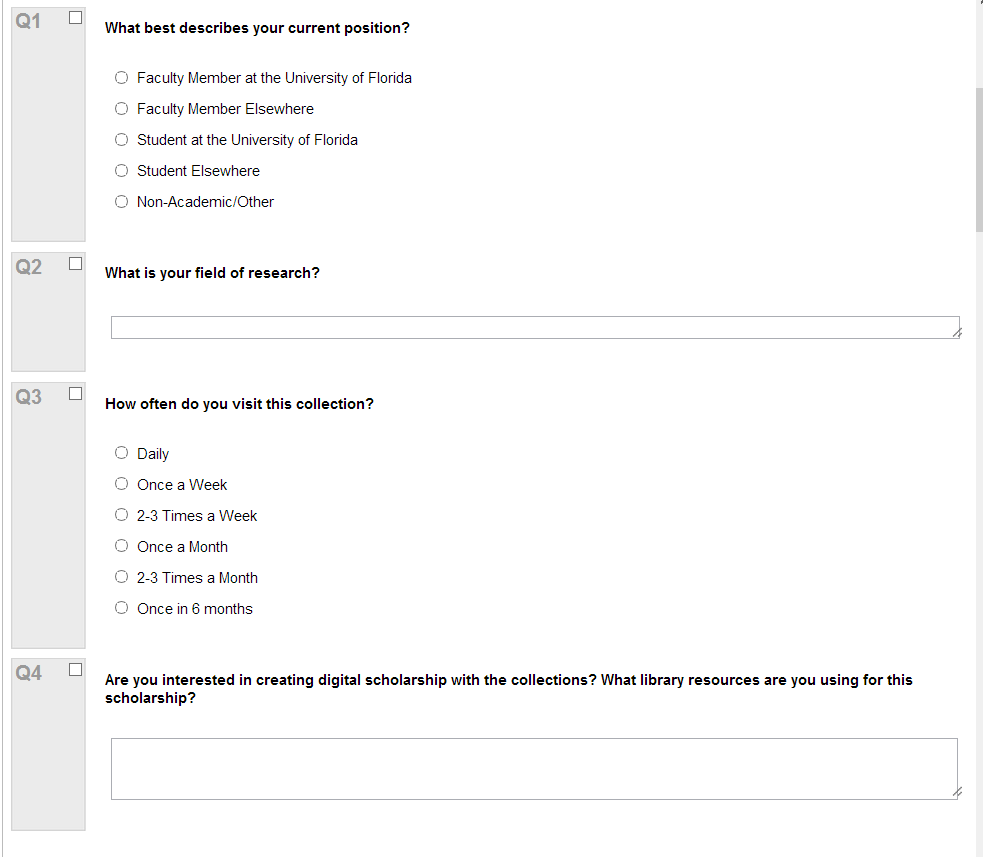 Q1
What best describes your current position?
Faculty Member at the University of Florida
Faculty Member Elsewhere
Student at the University of Florida
Student Elsewhere
Non-Academic/Other
Q2
What is your field of research?
Q3
How often do you visit this collection?
Daily
Once a Week
2-3 Times a Week
Once a Month
2-3 Times a Month
Once in 6 months
Q4
Are you interested in creating digital scholarship with the collections? What library resources are you using for this
scholarship?